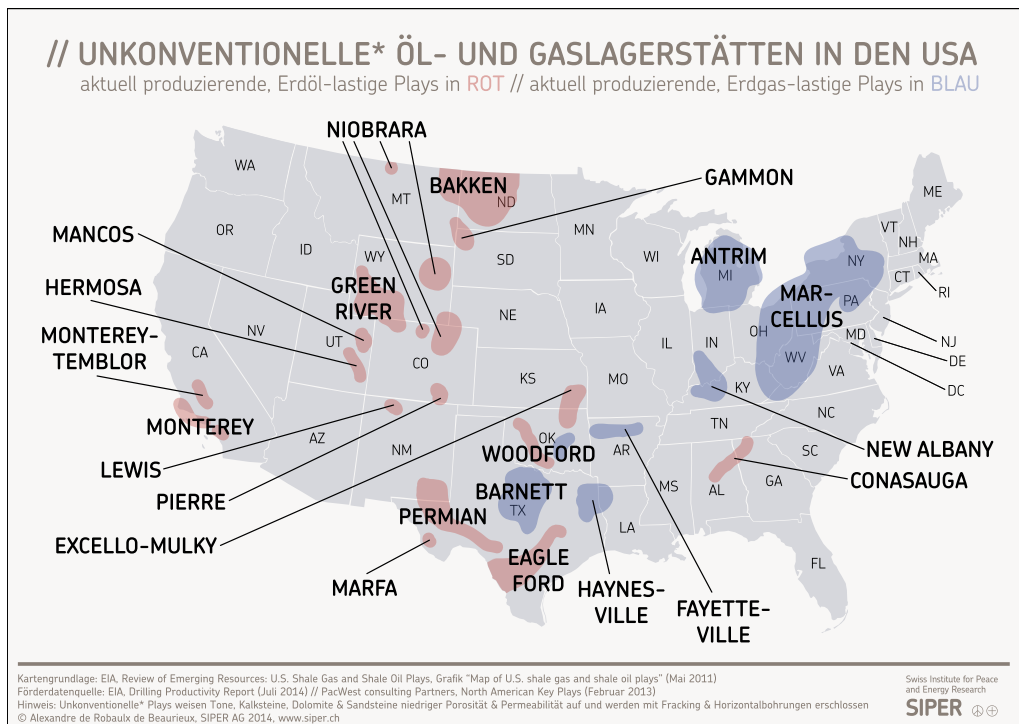 // UNKONVENTIONELLE* ÖL- UND GASLAGERSTÄTTEN IN DEN USA
aktuell produzierende, Erdöl-lastige Plays in ROT // aktuell produzierende, Erdgas-lastige Plays in BLAU
NIOBRARA
WA
MT
BAKKEN
ND
GAMMON
ME
OR
MANCOS
ID
WY
SD
MN
WI
ANTRIM
MI
VT
NH
NY
MA
CT
RI
HERMOSA
GREEN
RIVER
MAR-
CELLUS
PA
MONTEREY-
TEMBLOR
NV
UT
CO
NE
IA
IL
IN
OH
MD
NJ
DE
DC
CA
KS
MO
KY
WV
VA
MONTEREY
AZ
NM
OK
WOODFORD
AR
TN
NC
SC
NEW ALBANY
LEWIS
CONASAUGA
PIERRE
BARNETT
TX
MS
AL
GA
PERMIAN
LA
EXCELLO-MULKY
EAGLE
FORD
FL
MARFA
HAYNES-
VILLE
FAYETTE-
VILLE
Kartengrundlage: EIA, Review of Emerging Resources: U.S. Shale Gas and Shale Oil Plays, Grafik "Map of U.S. shale gas and shale oil plays" (Mai 2011)
Förderdatenquelle: EIA, Drilling Productivity Report (Juli 2014) // PacWest consulting Partners, North American Key Plays (Februar 2013)
Hinweis: Unkonventionelle* Plays weisen Tone, Kalksteine, Dolomite & Sandsteine niedriger Porosität & Permeabilität auf und werden mit Fracking & Horizontalbohrungen erschlossen
© Alexandre de Robaulx de Beaurieux, SIPER AG 2014, www.siper.ch
Swiss Institute for Peace
and Energy Research
SIPER